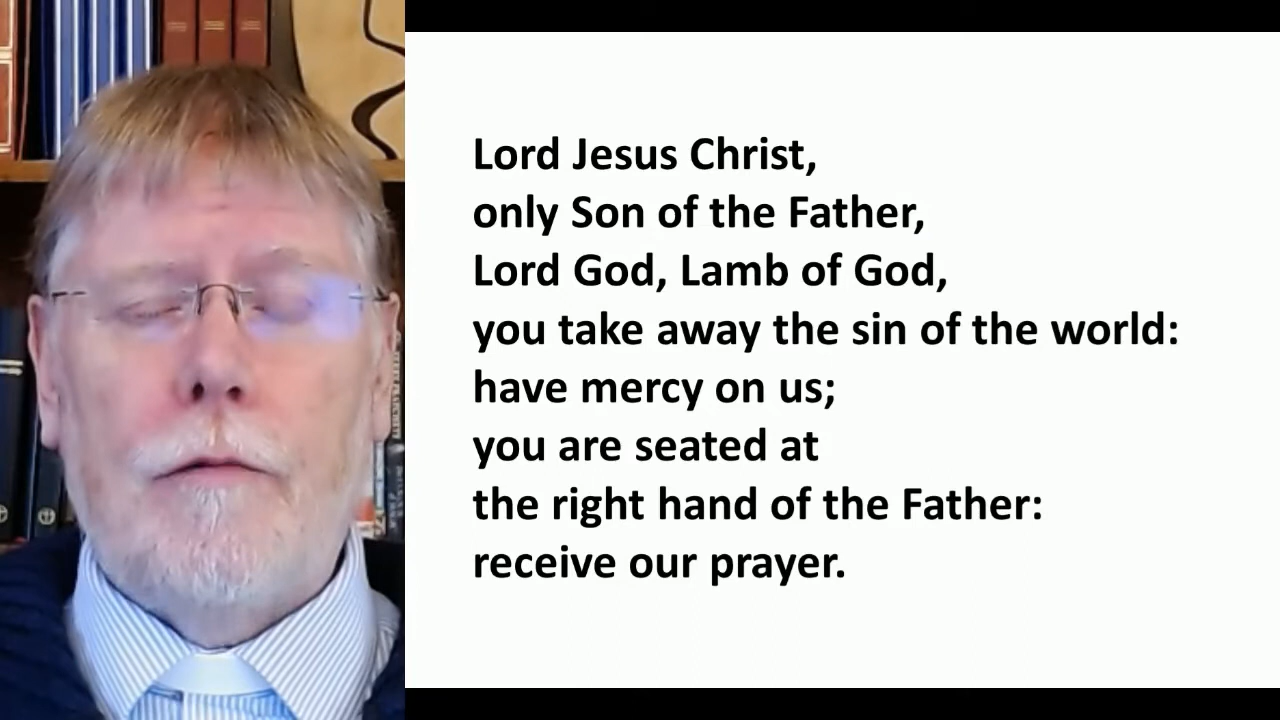 Lord Jesus Christ,
only Son of the Father,
Lord God, Lamb of God,
you take away the sin of the world:
have mercy on us;
you are seated at
the right hand of the Father:
receive our prayer.